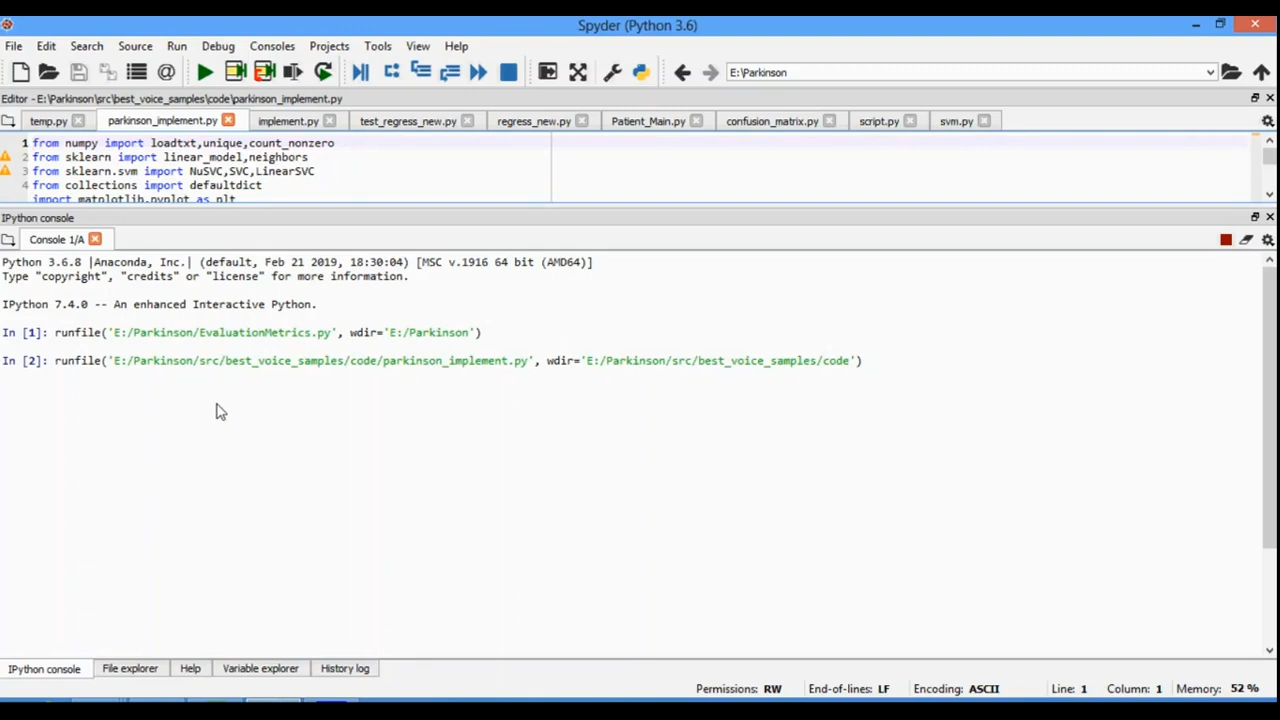 Spyder (Python 3.6)
File Edit Search Source Run Debug Consoles Projects Tools View Help
E:\Parkinson
Editor - E:\Parkinson\src\best_voice_samples\code\parkinson_implement.py
temp.py parkinson_implement.py implement.py test_regress_new.py regress_new.py Patient_Main.py confusion_matrix.py script.py svm.py
1 from numpy import loadtxt,unique,count_nonzero
2 from sklearn import linear_model,neighbors
3 from sklearn.svm import NuSVC,SVC,LinearSVC
4 from collections import defaultdict
import matplotlib.pyplot as plt
IPython console
Console 1/A
Python 3.6.8 |Anaconda, Inc.| (default, Feb 21 2019, 18:30:04) [MSC v.1916 64 bit (AMD64)]
Type "copyright", "credits" or "license" for more information.
IPython 7.4.0 -- An enhanced Interactive Python.
In [1]: runfile('E:/Parkinson/EvaluationMetrics.py', wdir='E:/Parkinson')
In [2]: runfile('E:/Parkinson/src/best_voice_samples/code/parkinson_implement.py', wdir='E:/Parkinson/src/best_voice_samples/code')
IPython console File explorer Help Variable explorer History log
Permissions: RW End-of-lines: LF Encoding: ASCII Line: 1 Column: 1 Memory: 52 %